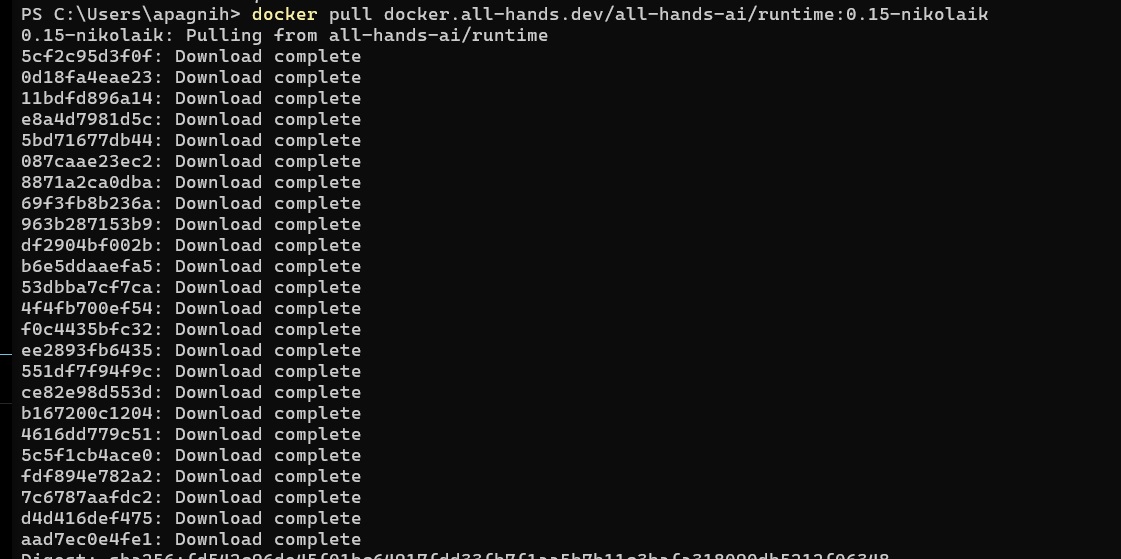 PS C:\Users\apagnih> docker pull docker.all-hands.dev/all-hands-ai/runtime:0.15-nikolaik
0.15-nikolaik: Pulling from all-hands-ai/runtime
5cf2c95d3f0f: Download complete
0d18fa4eae23: Download complete
11bdfd896a14: Download complete
e8a4d7981d5c: Download complete
5bd71677db44: Download complete
087caae23ec2: Download complete
8871a2ca0dba: Download complete
69f3fb8b236a: Download complete
963b287153b9: Download complete
df2904bf002b: Download complete
b6e5ddaaefa5: Download complete
53dbba7cf7ca: Download complete
4f4fb700ef54: Download complete
f0c4435bfc32: Download complete
ee2893fb6435: Download complete
551df7f94f9c: Download complete
ce82e98d553d: Download complete
b167200c1204: Download complete
4616dd779c51: Download complete
5c5f1cb4ace0: Download complete
fdf894e782a2: Download complete
7c6787aafdc2: Download complete
d4d416def475: Download complete
aad7ec0e4fe1: Download complete
Digest: